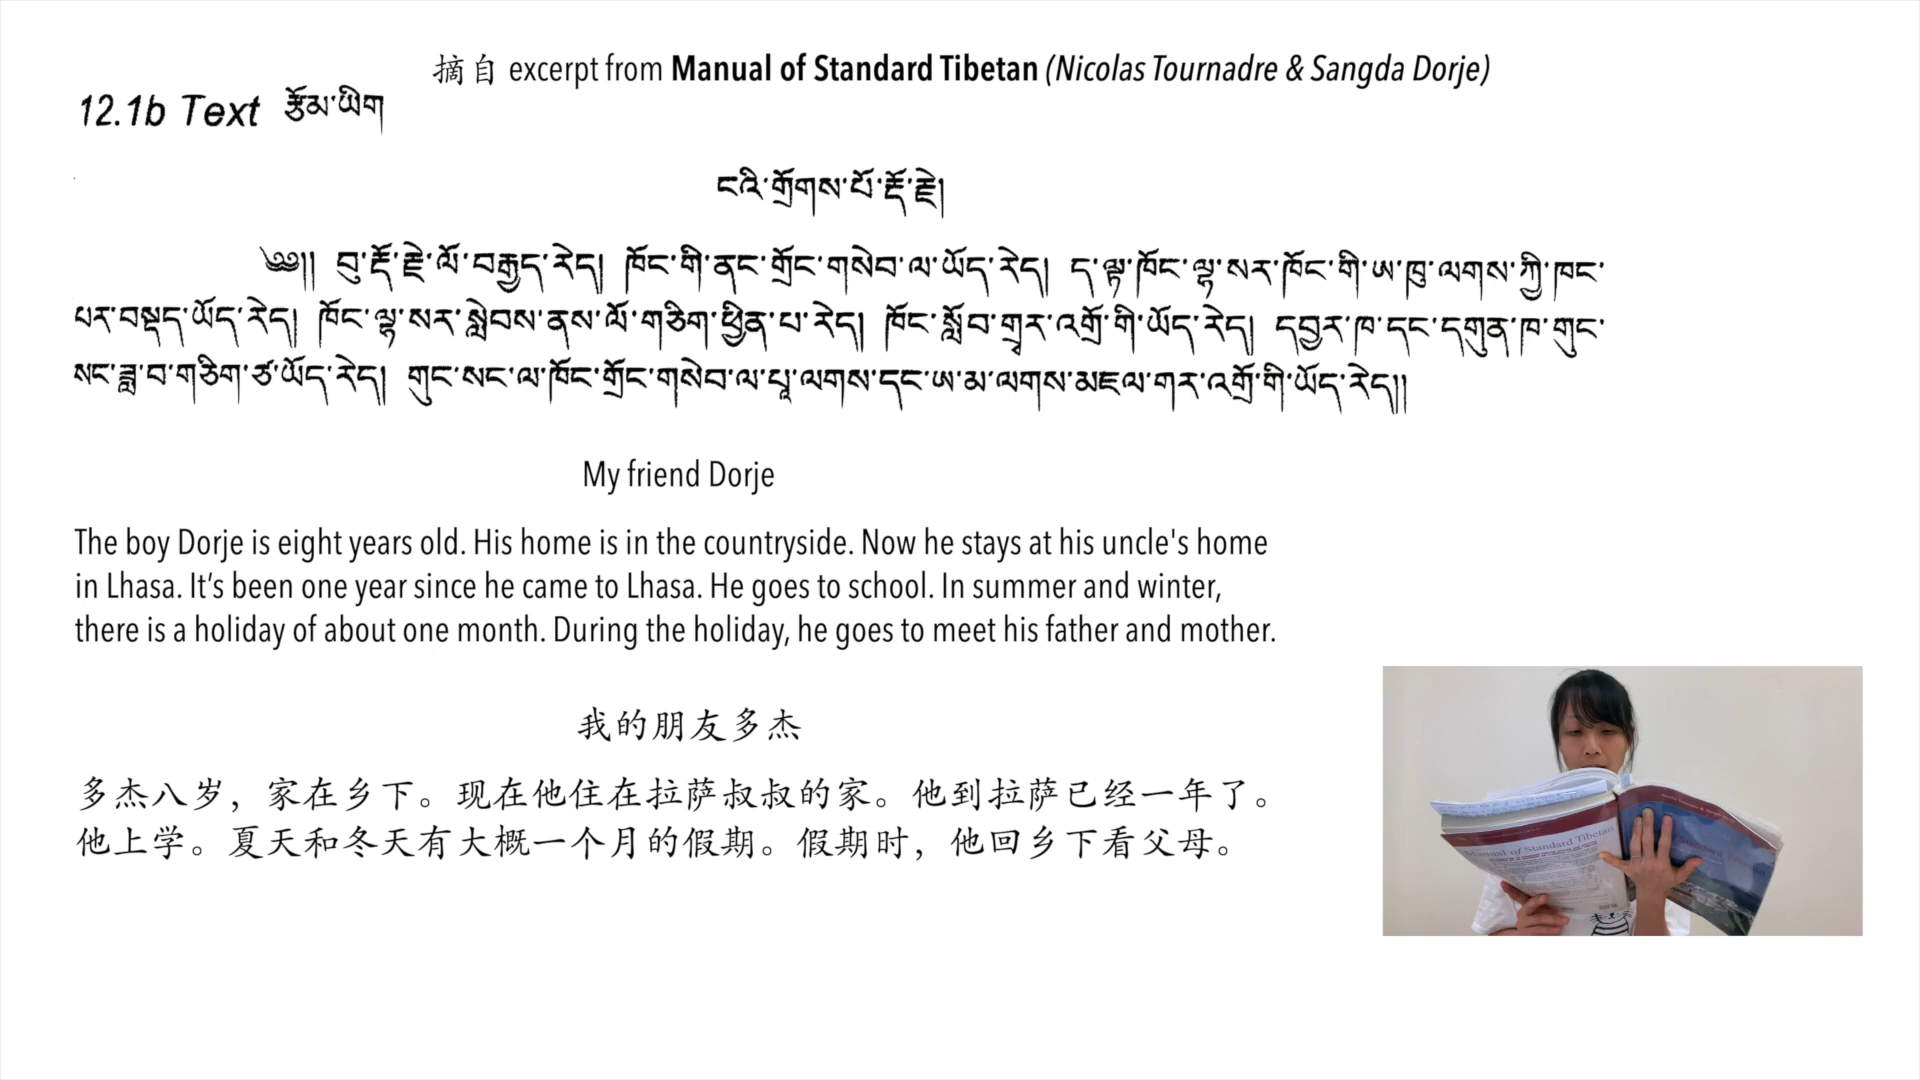 摘自 excerpt from Manual of Standard Tibetan (Nicolas Tournadre & Sangda Dorje)
12.1b Text རྩོམ་ཡིག
ངའི་གྲོགས་པོ་རྡོ་རྗེ།
༄༅།། བུ་རྡོ་རྗེ་ལོ་བརྒྱད་རེད། ཁོང་གི་ནང་གྲོང་གསེབ་ལ་ཡོད་རེད། ད་ལྟ་ཁོང་ལྷ་སར་ཁོང་གི་ཨ་ཁུ་ལགས་ཀྱི་ཁང་
པར་བསྡད་ཡོད་རེད། ཁོང་ལྷ་སར་སླེབས་ནས་ལོ་གཅིག་ཕྱིན་པ་རེད། ཁོང་སློབ་གྲྭར་འགྲོ་གི་ཡོད་རེད། དབྱར་ཁ་དང་དགུན་ཁ་གུང་
སང་ཟླ་བ་གཅིག་ཙ་ཡོད་རེད། གུང་སང་ལ་ཁོང་གྲོང་གསེབ་ལ་པཱ་ལགས་དང་ཨ་མ་ལགས་མཇལ་གར་འགྲོ་གི་ཡོད་རེད།།
My friend Dorje
The boy Dorje is eight years old. His home is in the countryside. Now he stays at his uncle's home
in Lhasa. It’s been one year since he came to Lhasa. He goes to school. In summer and winter,
there is a holiday of about one month. During the holiday, he goes to meet his father and mother.
我的朋友多杰
多杰八岁，家在乡下。现在他住在拉萨叔叔的家。他到拉萨已经一年了。
他上学。夏天和冬天有大概一个月的假期。假期时，他回乡下看父母。
Manual of Standard Tibetan
Standard Tibetan